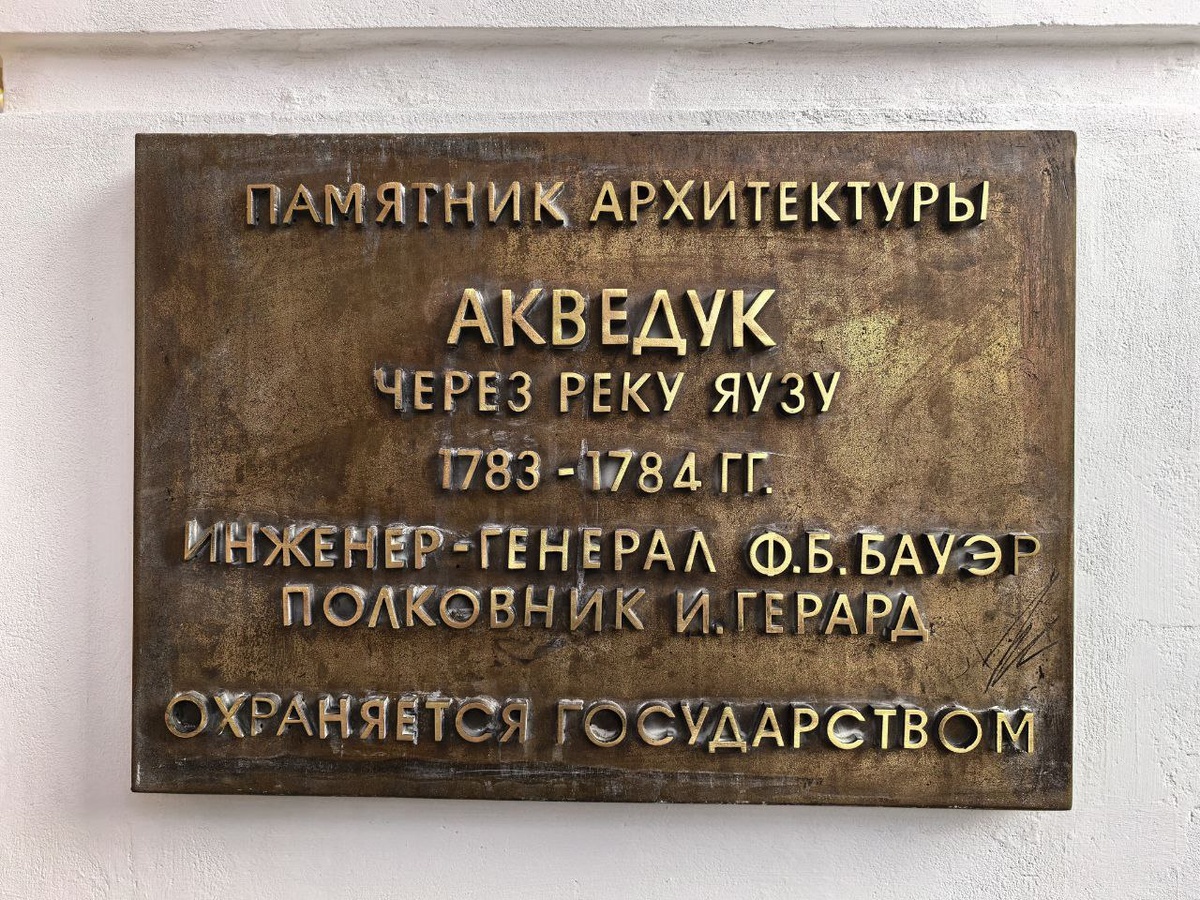 ПАМЯТНИК АРХИТЕКТУРЫ
АКВЕДУК
ЧЕРЕЗ РЕКУ ЯУЗУ
1783 - 1784 ГГ.
ИНЖЕНЕР-ГЕНЕРАЛ Ф.Б.БАУЭР
ПОЛКОВНИК И.ГЕРАРД
ОХРАНЯЕТСЯ ГОСУДАРСТВОМ